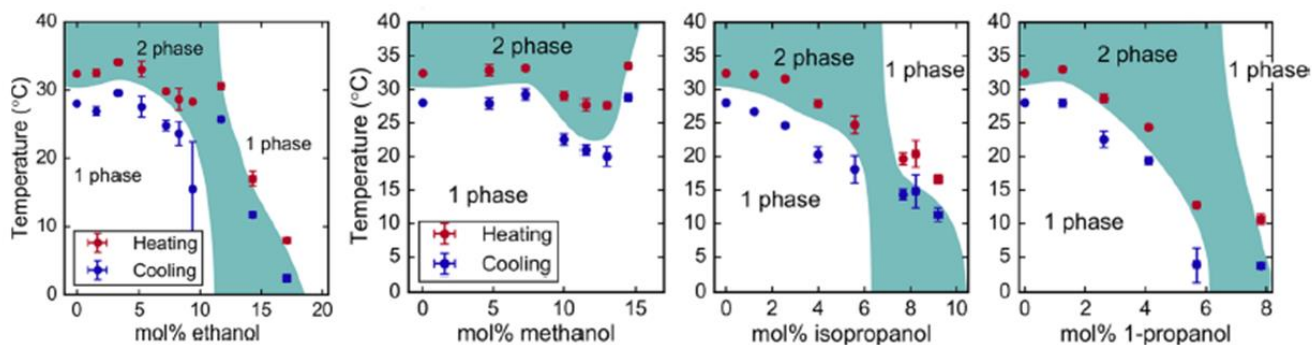 Temperature (°C)
40
30
20
10
0
2 phase
1 phase
1 phase
Heating
Cooling
0 5 10 15 20
mol% ethanol
Temperature (°C)
40
35
30
25
20
15
10
5
0
2 phase
1 phase
Heating
Cooling
0 5 10 15
mol% methanol
40
35
30
25
20
15
10
5
0
2 phase
1 phase
1 phase
0 2 4 6 8 10
mol% isopropanol
40
35
30
25
20
15
10
5
0
2 phase
1 phase
1 phase
0 2 4 6 8
mol% 1-propanol